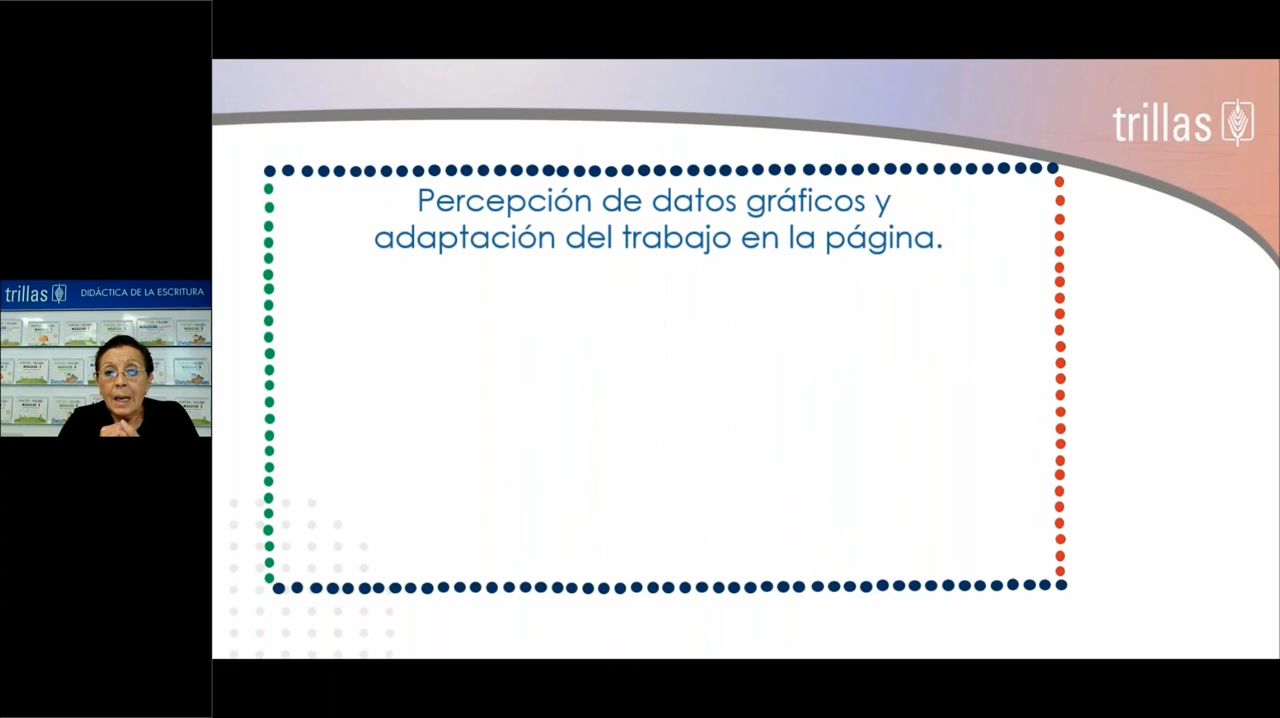 trillas
Percepción de datos gráficos y
adaptación del trabajo en la página.
trillas DIDÁCTICA DE LA ESCRITURA